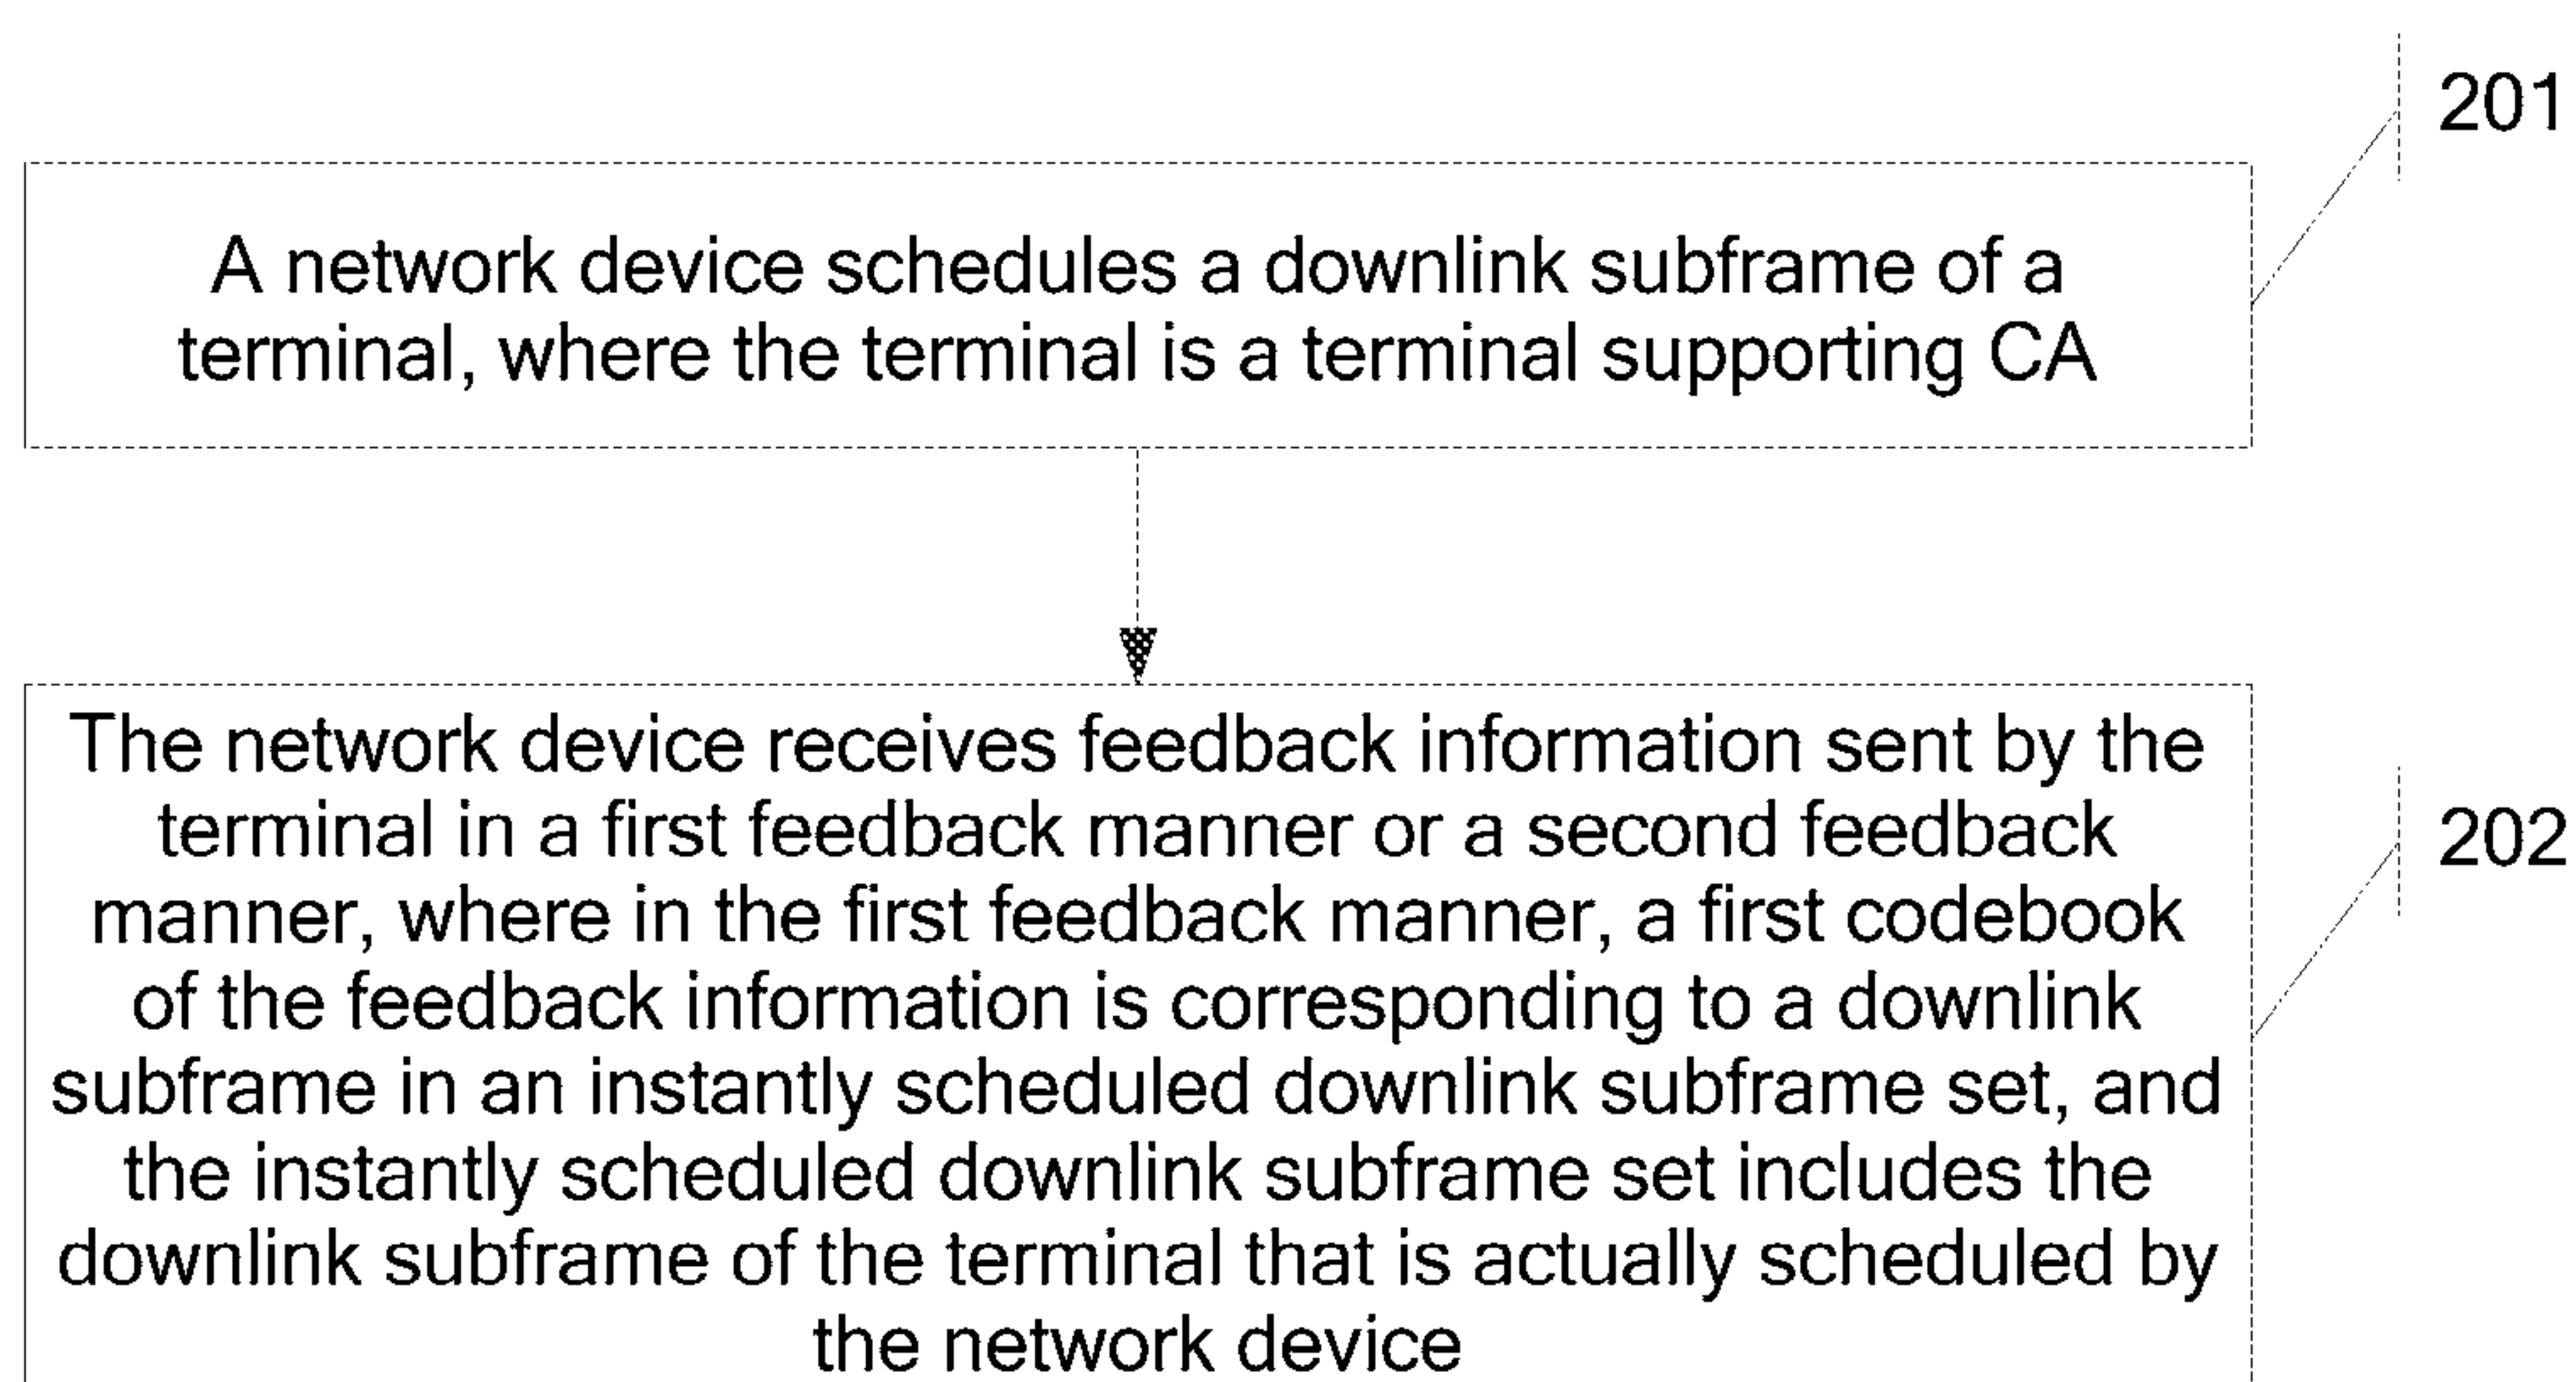 201
A network device schedules a downlink subframe of a
terminal, where the terminal is a terminal supporting CA
The network device receives feedback information sent by the
terminal in a first feedback manner or a second feedback
manner, where in the first feedback manner, a first codebook
of the feedback information is corresponding to a downlink
subframe in an instantly scheduled downlink subframe set, and
the instantly scheduled downlink subframe set includes the
downlink subframe of the terminal that is actually scheduled by
the network device
202